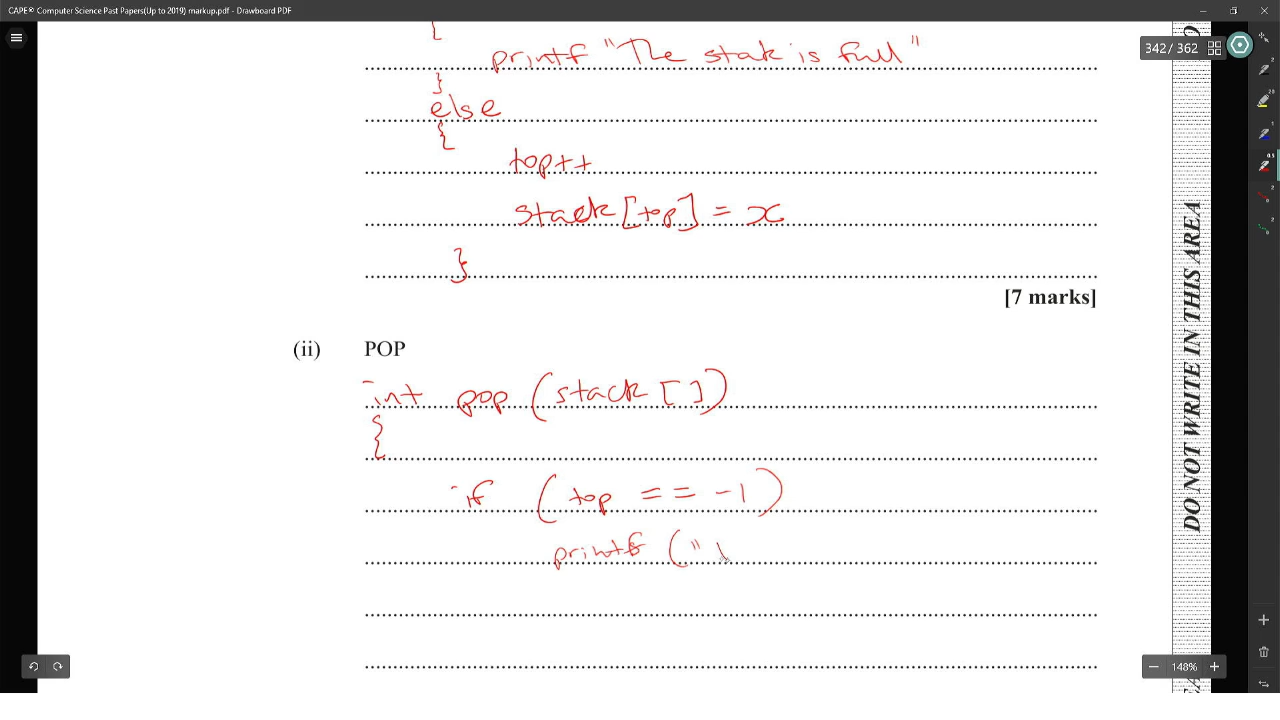 CAPE® Computer Science Past Papers(Up to 2019) markup.pdf - Drawboard PDF
342 / 362
{
printf "The stak is full"
}
else
{
top++
stack[top] = x
}
[7 marks]
(ii) POP
int pop (stack [])
{
if (top == -1)
printf ("
DO NOT WRITE IN THIS AREA
148%